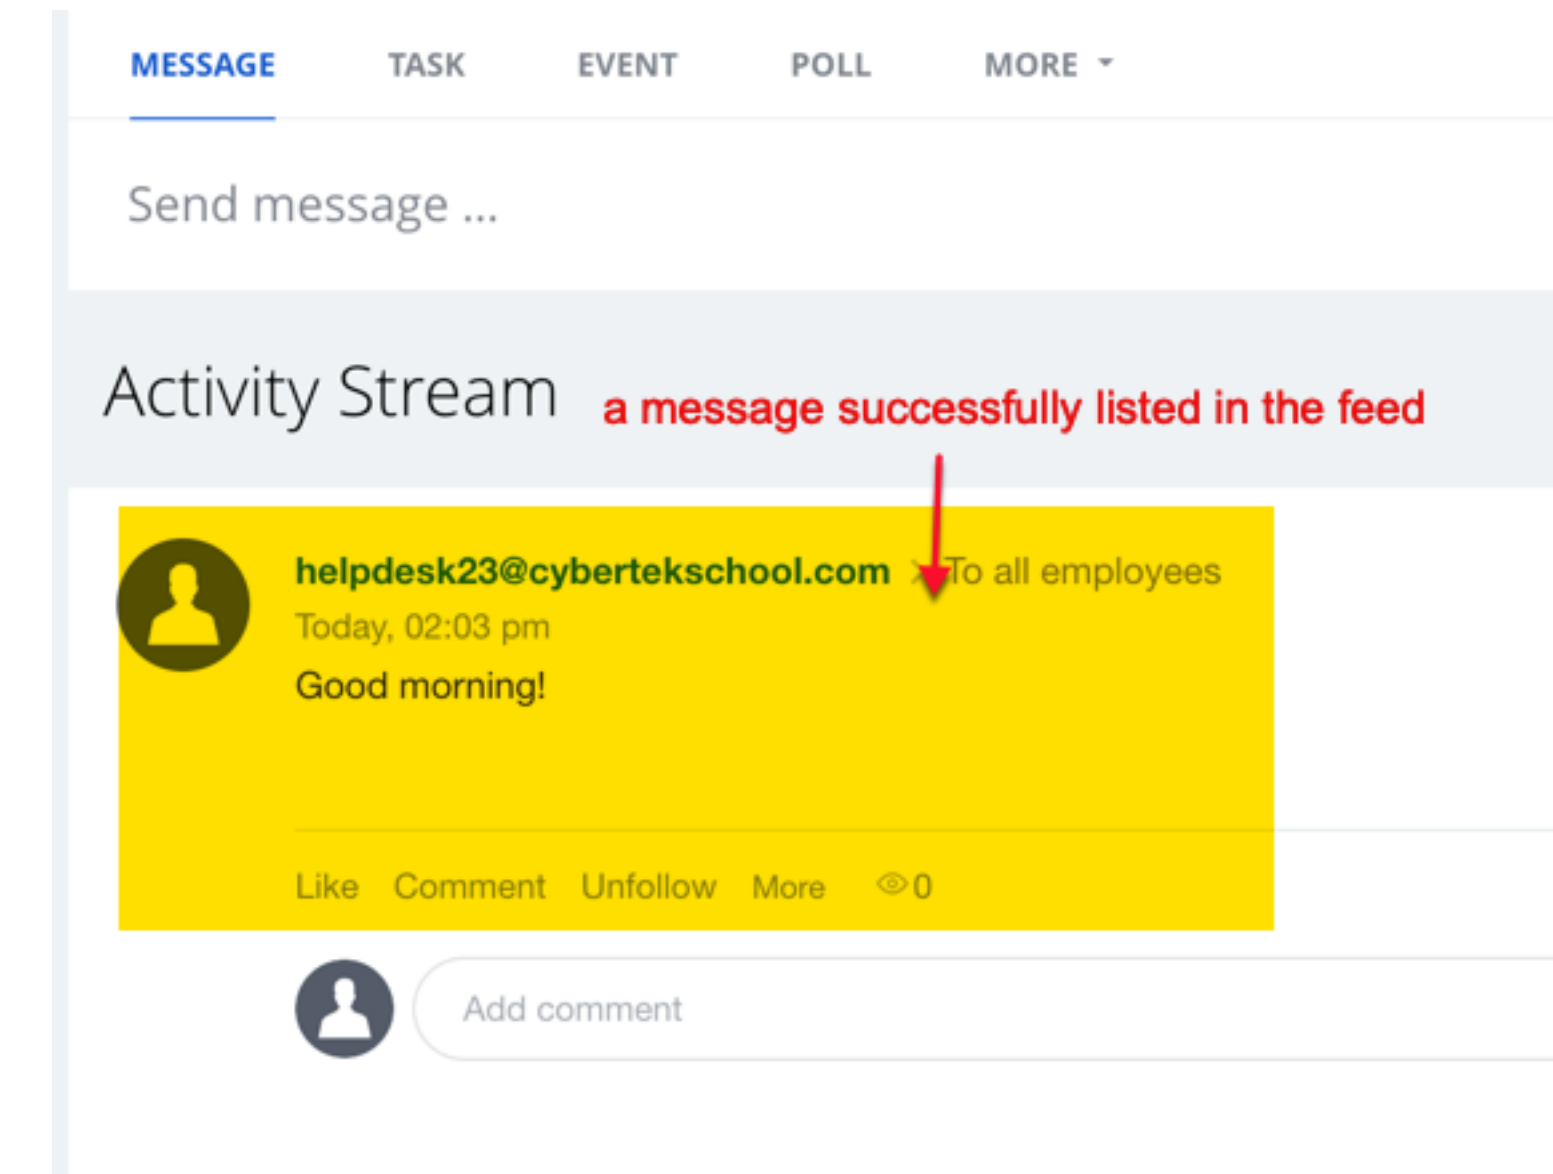 MESSAGE TASK EVENT POLL MORE
Send message ...
Activity Stream
a message successfully listed in the feed
helpdesk23@cybertekschool.com To all employees
Today, 02:03 pm
Good morning!
Like Comment Unfollow More 0
Add comment